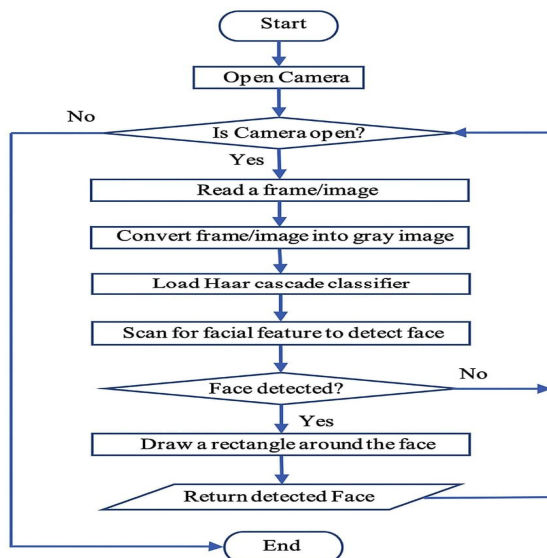 Start
Open Camera
No
Is Camera open?
Yes
Read a frame/image
Convert frame/image into gray image
Load Haar cascade classifier
Scan for facial feature to detect face
Face detected?
No
Yes
Draw a rectangle around the face
Return detected Face
End